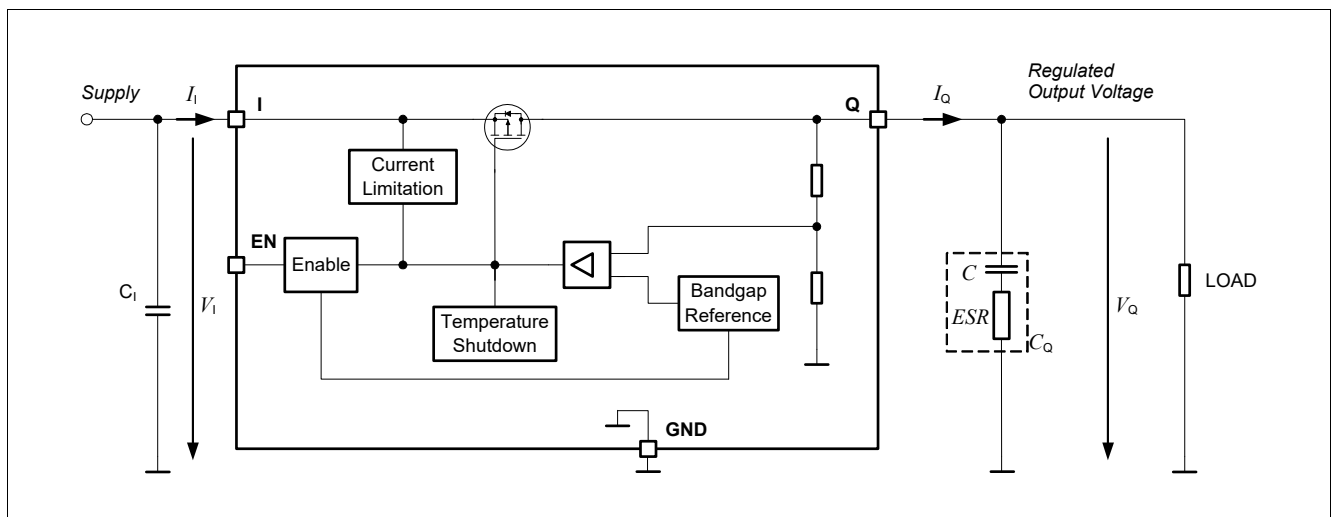 Supply
I_I
I
Q
I_Q
Regulated
Output Voltage
Current
Limitation
EN
Enable
C_I
V_I
Bandgap
Reference
Temperature
Shutdown
C
ESR
C_Q
V_Q
LOAD
GND